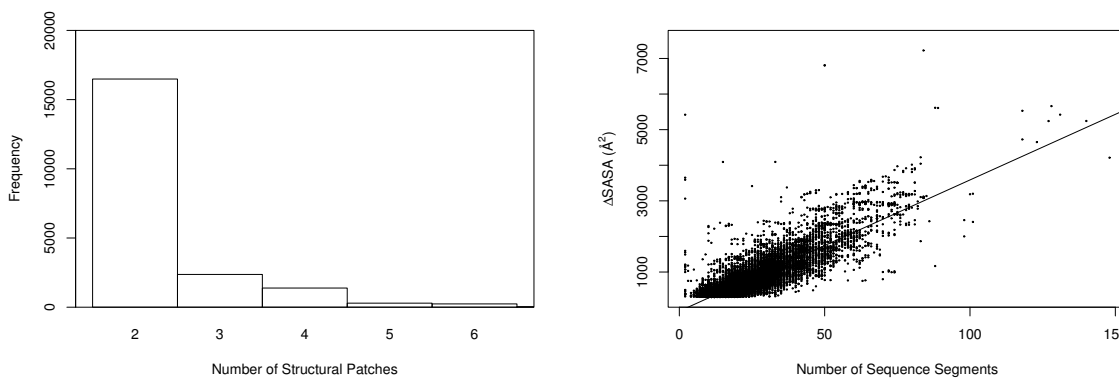 Frequency
20000
15000
10000
5000
0
2 3 4 5 6
Number of Structural Patches
ΔSASA (Å²)
7000
5000
3000
1000
0 50 100 15
Number of Sequence Segments